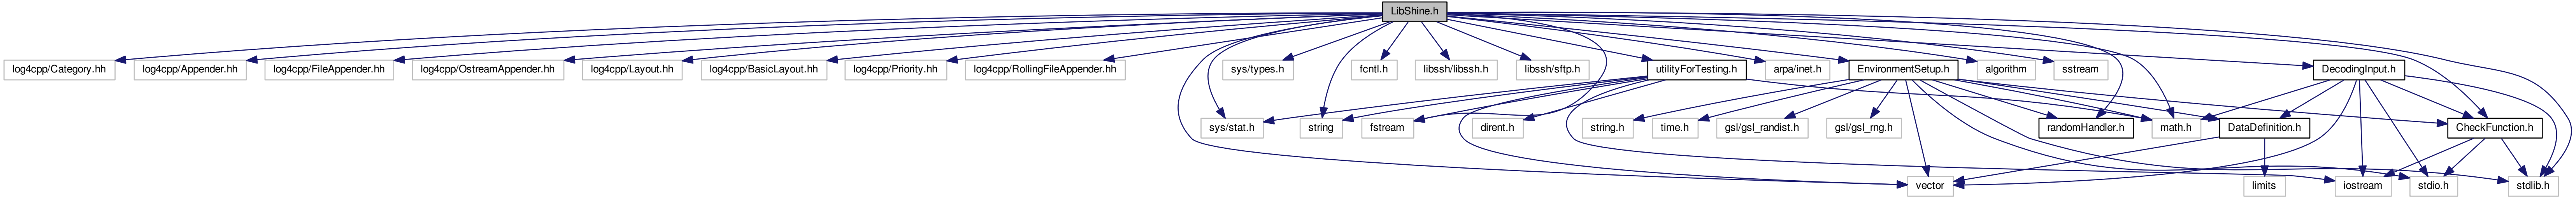 LibShine.h
log4cpp/Category.hh
log4cpp/Appender.hh
log4cpp/FileAppender.hh
log4cpp/OstreamAppender.hh
log4cpp/Layout.hh
log4cpp/BasicLayout.hh
log4cpp/Priority.hh
log4cpp/RollingFileAppender.hh
sys/types.h
fcntl.h
libssh/libssh.h
libssh/sftp.h
utilityForTesting.h
arpa/inet.h
EnvironmentSetup.h
algorithm
sstream
DecodingInput.h
sys/stat.h
string
fstream
dirent.h
string.h
time.h
gsl/gsl_randist.h
gsl/gsl_rng.h
randomHandler.h
math.h
DataDefinition.h
CheckFunction.h
vector
limits
iostream
stdio.h
stdlib.h